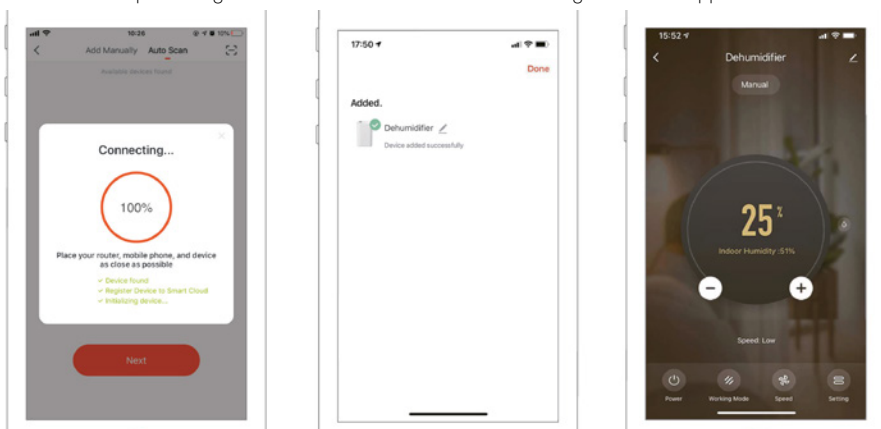 10:26
10%
Add Manually Auto Scan
Available devices found
Connecting...
100%
Place your router, mobile phone, and device
as close as possible
✓ Device found
✓ Register Device to Smart Cloud
✓ Initializing device...
Next
17:50
Done
Added.
Dehumidifier
Device added successfully
15:52
Dehumidifier
Manual
25%
Indoor Humidity :51%
Speed: Low
Power Working Mode Speed Setting